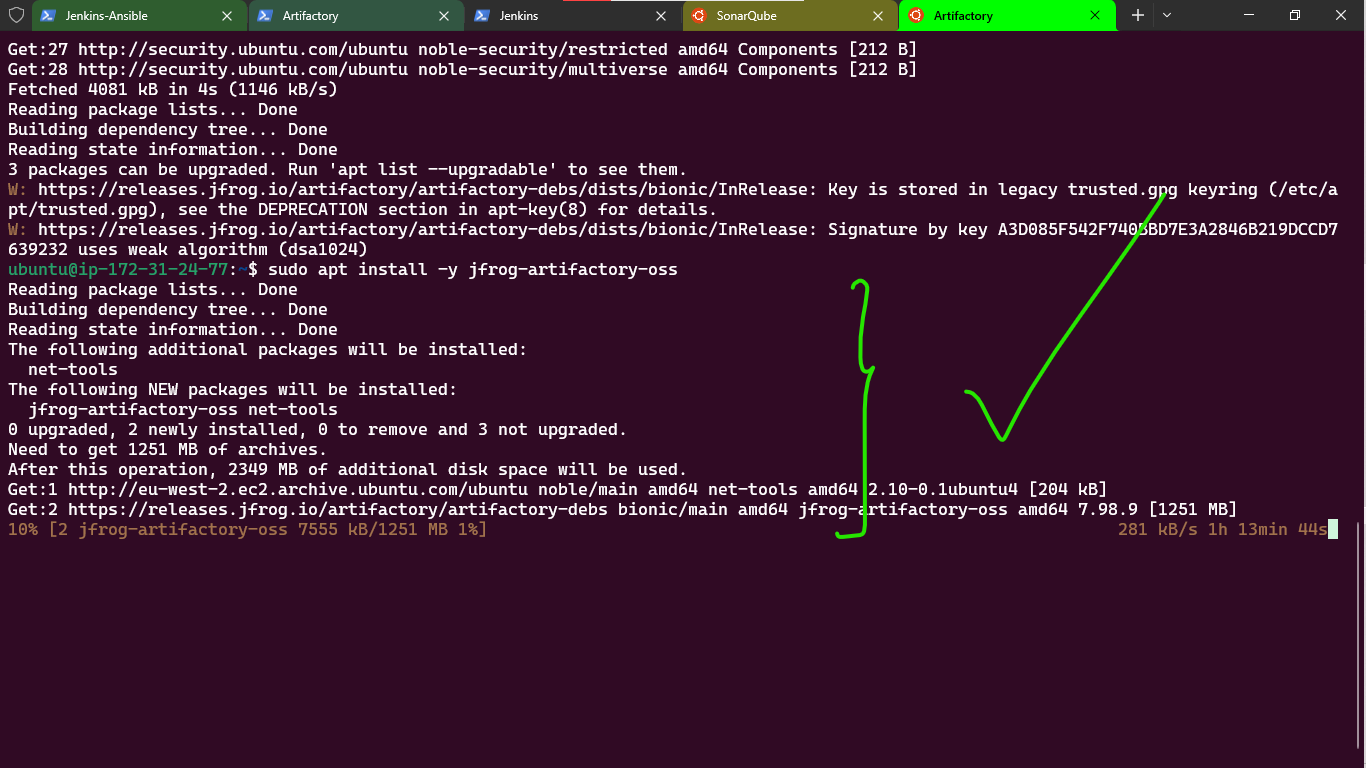 Jenkins-Ansible
Artifactory
Jenkins
SonarQube
Artifactory
Get:27 http://security.ubuntu.com/ubuntu noble-security/restricted amd64 Components [212 B]
Get:28 http://security.ubuntu.com/ubuntu noble-security/multiverse amd64 Components [212 B]
Fetched 4081 kB in 4s (1146 kB/s)
Reading package lists... Done
Building dependency tree... Done
Reading state information... Done
3 packages can be upgraded. Run 'apt list --upgradable' to see them.
W: https://releases.jfrog.io/artifactory/artifactory-debs/dists/bionic/InRelease: Key is stored in legacy trusted.gpg keyring (/etc/a
pt/trusted.gpg), see the DEPRECATION section in apt-key(8) for details.
W: https://releases.jfrog.io/artifactory/artifactory-debs/dists/bionic/InRelease: Signature by key A3D085F542F740BBD7E3A2846B219DCCD7
639232 uses weak algorithm (dsa1024)
ubuntu@ip-172-31-24-77:~$ sudo apt install -y jfrog-artifactory-oss
Reading package lists... Done
Building dependency tree... Done
Reading state information... Done
The following additional packages will be installed:
net-tools
The following NEW packages will be installed:
jfrog-artifactory-oss net-tools
0 upgraded, 2 newly installed, 0 to remove and 3 not upgraded.
Need to get 1251 MB of archives.
After this operation, 2349 MB of additional disk space will be used.
Get:1 http://eu-west-2.ec2.archive.ubuntu.com/ubuntu noble/main amd64 net-tools amd64 2.10-0.1ubuntu4 [204 kB]
Get:2 https://releases.jfrog.io/artifactory/artifactory-debs bionic/main amd64 jfrog-artifactory-oss amd64 7.98.9 [1251 MB]
10% [2 jfrog-artifactory-oss 7555 kB/1251 MB 1%] 281 kB/s 1h 13min 44s